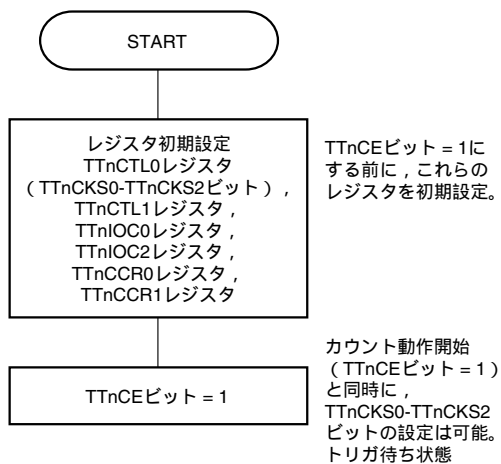 START
レジスタ初期設定
TTnCTL0レジスタ
（TTnCKS0-TTnCKS2ビット），
TTnCTL1レジスタ，
TTnIOC0レジスタ，
TTnIOC2レジスタ，
TTnCCR0レジスタ，
TTnCCR1レジスタ
TTnCEビット = 1に
する前に，これらの
レジスタを初期設定。
TTnCEビット = 1
カウント動作開始
（TTnCEビット = 1）
と同時に，
TTnCKS0-TTnCKS2
ビットの設定は可能。
トリガ待ち状態